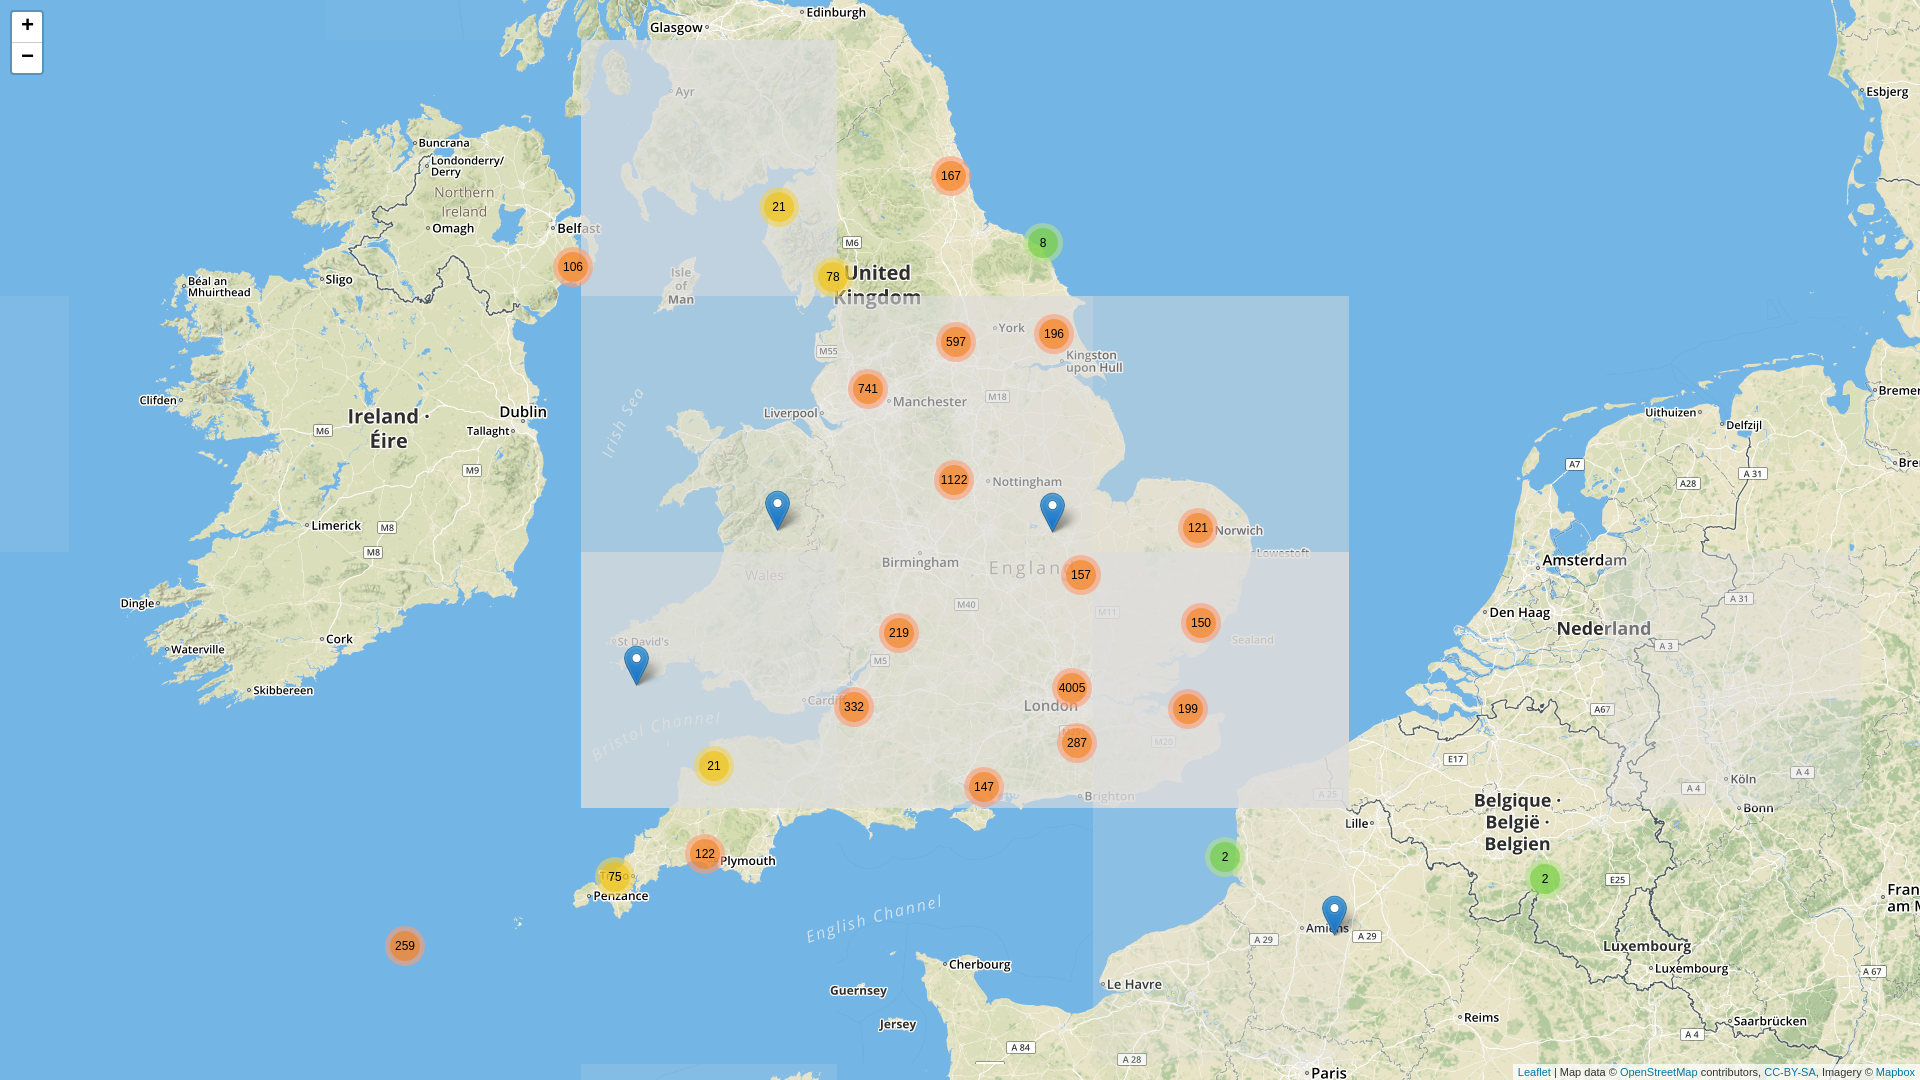 +
−
Edinburgh
Glasgow
Ayr
Esbjerg
Buncrana
Londonderry/
Derry
Northern
Ireland
Omagh
Belfast
167
21
8
M6
106
78
United
Kingdom
Isle
of
Man
Sligo
Béal an
Mhuirthead
York
196
597
M55
Kingston
upon Hull
741
Manchester
M18
Liverpool
Irish Sea
Clifden
Ireland ·
Éire
Dublin
Tallaght
M6
M9
Uithuizen
Delfzijl
Bremer
A7
A 31
A28
Bre
1122
Nottingham
Limerick
M8
M8
121
Norwich
Lowestoft
Birmingham
Wales
Englan
157
Amsterdam
Dingle
M40
M11
A 31
Den Haag
Nederland
150
Sealand
219
St David's
Cork
Waterville
M5
A 3
Skibbereen
4005
London
Cardiff
332
199
A67
Bristol Channel
287
M20
E17
21
147
Brighton
A 25
Köln
A 4
A 4
Bonn
Belgique ·
België ·
Belgien
Lille
122
Plymouth
2
75
Penzance
2
E25
Fran
am M
English Channel
259
Amiens
A 29
A 29
Luxembourg
Luxembourg
A 67
Cherbourg
Le Havre
Guernsey
Jersey
Reims
Saarbrücken
A 84
A 28
A 4
A 4
Paris
Leaflet | Map data © OpenStreetMap contributors, CC-BY-SA, Imagery © Mapbox